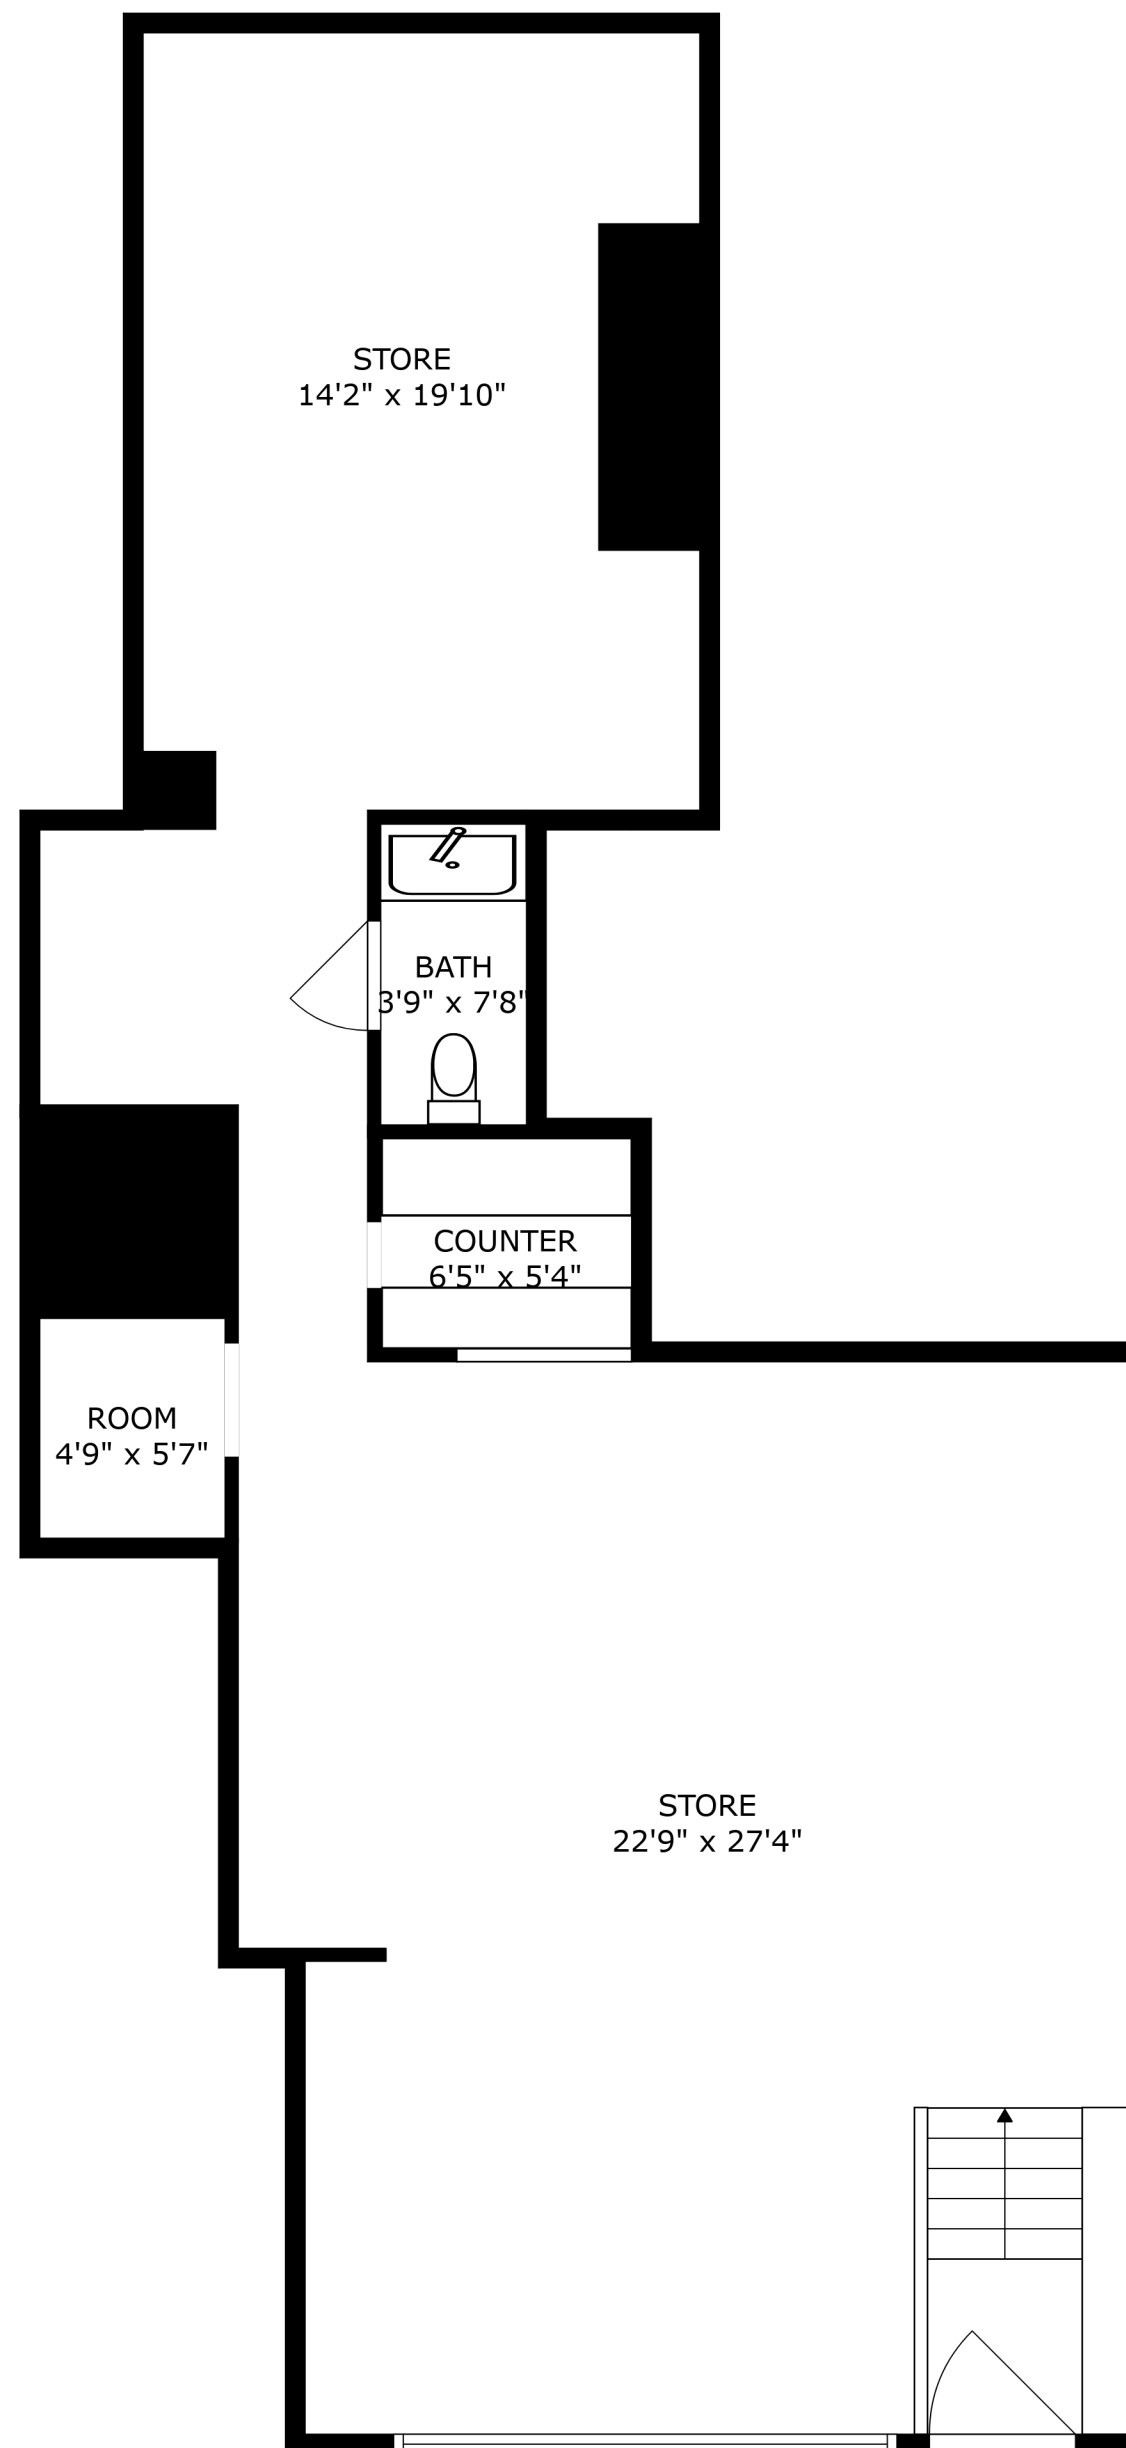 STORE
14'2" x 19'10"
BATH
3'9" x 7'8"
COUNTER
6'5" x 5'4"
ROOM
4'9" x 5'7"
STORE
22'9" x 27'4"